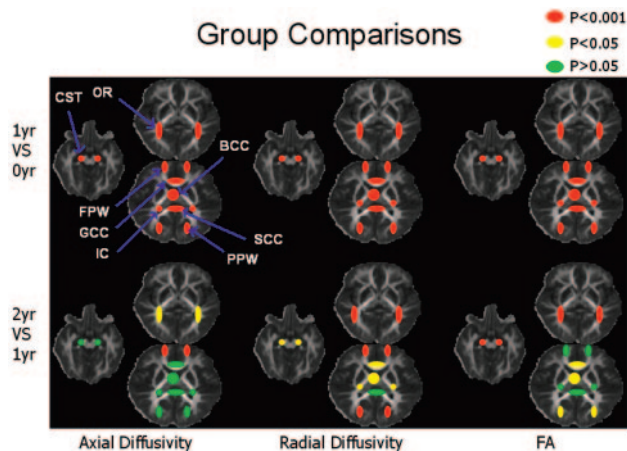 Group Comparisons
P<0.001
P<0.05
P>0.05
1yr
VS
0yr
CST
OR
BCC
FPW
GCC
IC
SCC
PPW
2yr
VS
1yr
Axial Diffusivity
Radial Diffusivity
FA